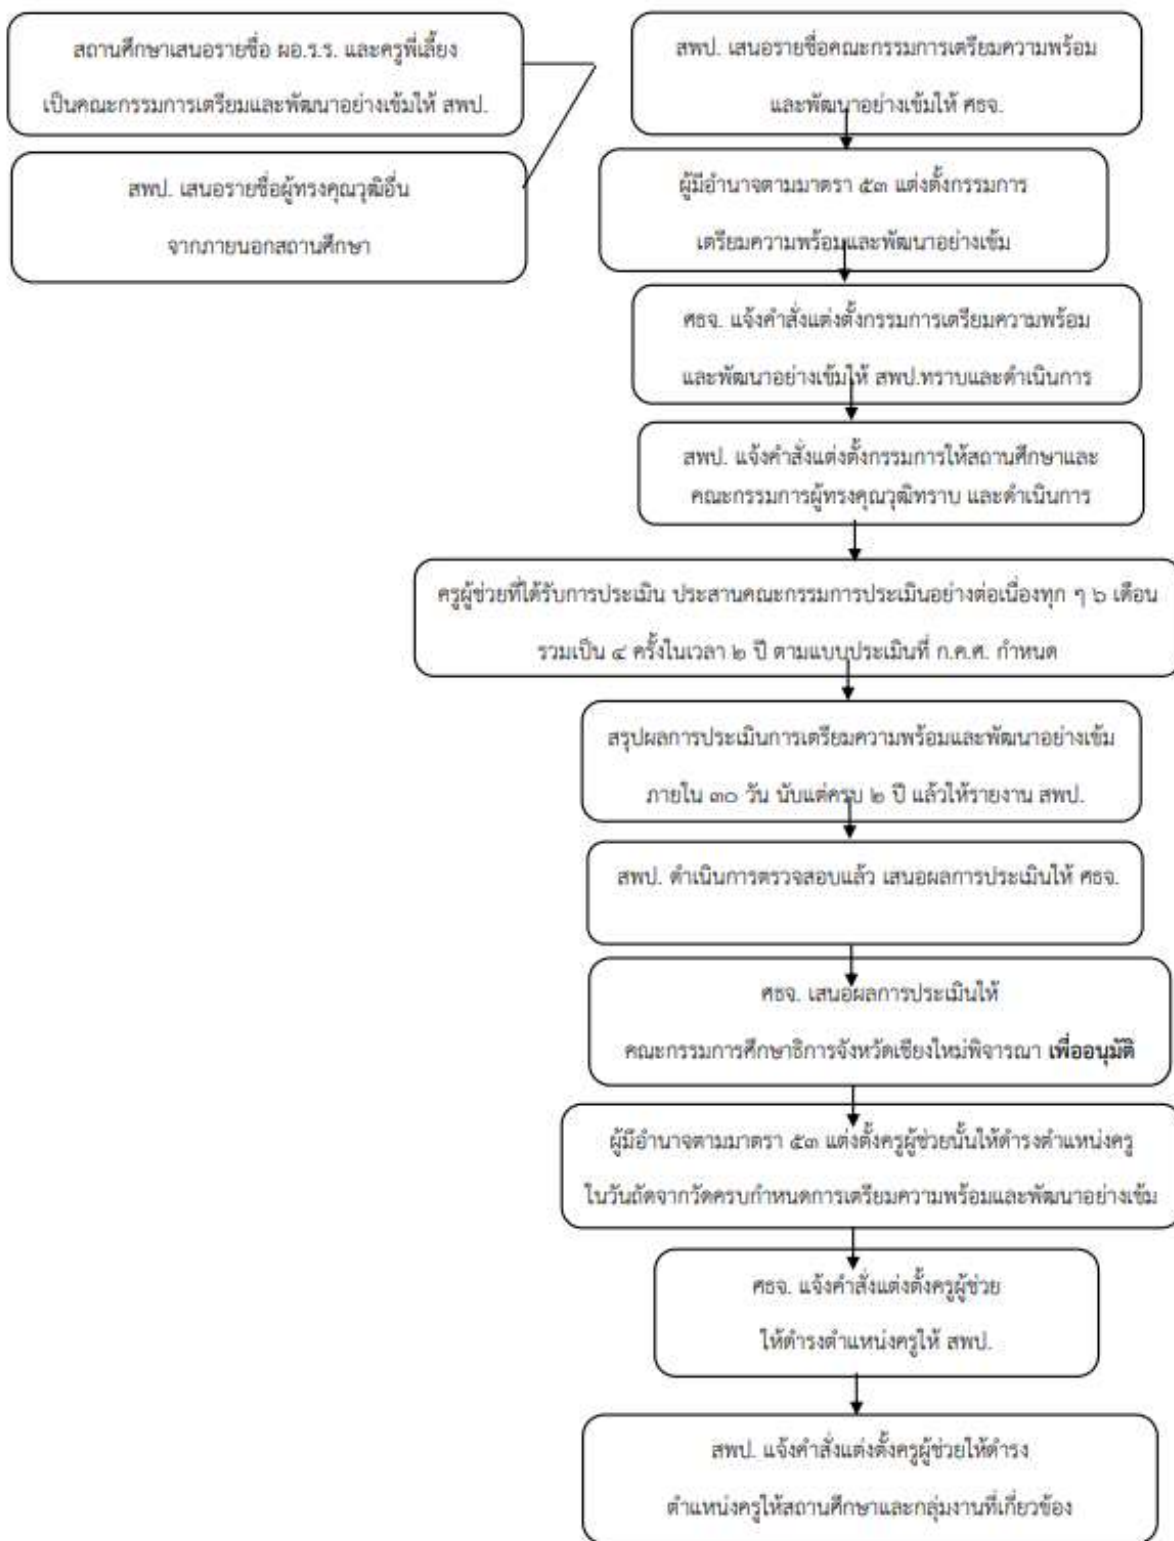 สถานศึกษาเสนอรายชื่อ ผอ.ร.ร. และครูพี่เลี้ยง
เป็นคณะกรรมการเตรียมและพัฒนาอย่างเข้มให้ สพป.
สพป. เสนอรายชื่อผู้ทรงคุณวุฒิอื่น
จากภายนอกสถานศึกษา
สพป. เสนอรายชื่อคณะกรรมการเตรียมความพร้อม
และพัฒนาอย่างเข้มให้ ศธจ.
ผู้มีอำนาจตามมาตรา ๕๓ แต่งตั้งกรรมการ
เตรียมความพร้อมและพัฒนาอย่างเข้ม
ศธจ. แจ้งคำสั่งแต่งตั้งกรรมการเตรียมความพร้อม
และพัฒนาอย่างเข้มให้ สพป.ทราบและดำเนินการ
สพป. แจ้งคำสั่งแต่งตั้งกรรมการให้สถานศึกษาและ
คณะกรรมการผู้ทรงคุณวุฒิทราบ และดำเนินการ
ครูผู้ช่วยที่ได้รับการประเมิน ประสานคณะกรรมการประเมินอย่างต่อเนื่องทุก ๆ ๖ เดือน
รวมเป็น ๔ ครั้งในเวลา ๒ ปี ตามแบบประเมินที่ ก.ค.ศ. กำหนด
สรุปผลการประเมินการเตรียมความพร้อมและพัฒนาอย่างเข้ม
ภายใน ๓๐ วัน นับแต่ครบ ๒ ปี แล้วให้รายงาน สพป.
สพป. ดำเนินการตรวจสอบแล้ว เสนอผลการประเมินให้ ศธจ.
ศธจ. เสนอผลการประเมินให้
คณะกรรมการศึกษาธิการจังหวัดเชียงใหม่พิจารณา เพื่ออนุมัติ
ผู้มีอำนาจตามมาตรา ๕๓ แต่งตั้งครูผู้ช่วยนั้นให้ดำรงตำแหน่งครู
ในวันถัดจากวัดครบกำหนดการเตรียมความพร้อมและพัฒนาอย่างเข้ม
ศธจ. แจ้งคำสั่งแต่งตั้งครูผู้ช่วย
ให้ดำรงตำแหน่งครูให้ สพป.
สพป. แจ้งคำสั่งแต่งตั้งครูผู้ช่วยให้ดำรง
ตำแหน่งครูให้สถานศึกษาและกลุ่มงานที่เกี่ยวข้อง